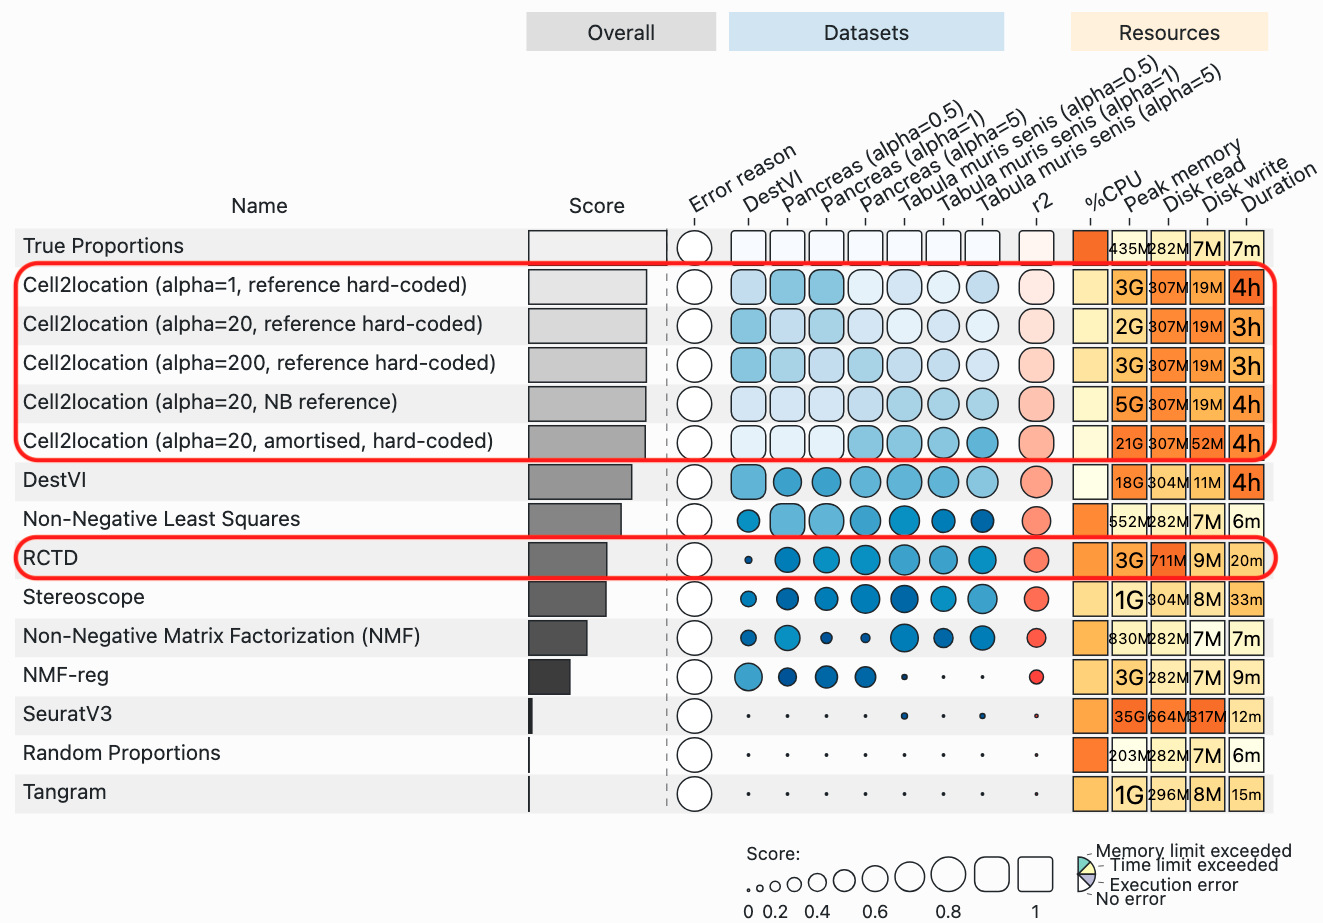 Overall Datasets Resources
Name Score Error reason DestVI Pancreas (alpha=0.5) Pancreas (alpha=1) Pancreas (alpha=5) Tabula muris senis (alpha=0.5) Tabula muris senis (alpha=1) Tabula muris senis (alpha=5) r2 %CPU Peak memory Disk read Disk write Duration
True Proportions 435M 282M 7M 7m
Cell2location (alpha=1, reference hard-coded) 3G 307M 19M 4h
Cell2location (alpha=20, reference hard-coded) 2G 307M 19M 3h
Cell2location (alpha=200, reference hard-coded) 3G 307M 19M 3h
Cell2location (alpha=20, NB reference) 5G 307M 19M 4h
Cell2location (alpha=20, amortised, hard-coded) 21G 307M 52M 4h
DestVI 18G 304M 11M 4h
Non-Negative Least Squares 552M 282M 7M 6m
RCTD 3G 711M 9M 20m
Stereoscope 1G 304M 8M 33m
Non-Negative Matrix Factorization (NMF) 830M 282M 7M 7m
NMF-reg 3G 282M 7M 9m
SeuratV3 35G 664M 317M 12m
Random Proportions 203M 282M 7M 6m
Tangram 1G 296M 8M 15m
Score:
0 0.2 0.4 0.6 0.8 1
Memory limit exceeded
Time limit exceeded
Execution error
No error